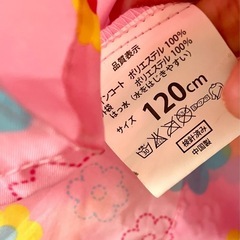 品質表示
ンコート ポリエステル 100%
袋 ポリエステル 100%
はっ水（水をはじきやすい）
サイズ
120cm
検針済み
中国製